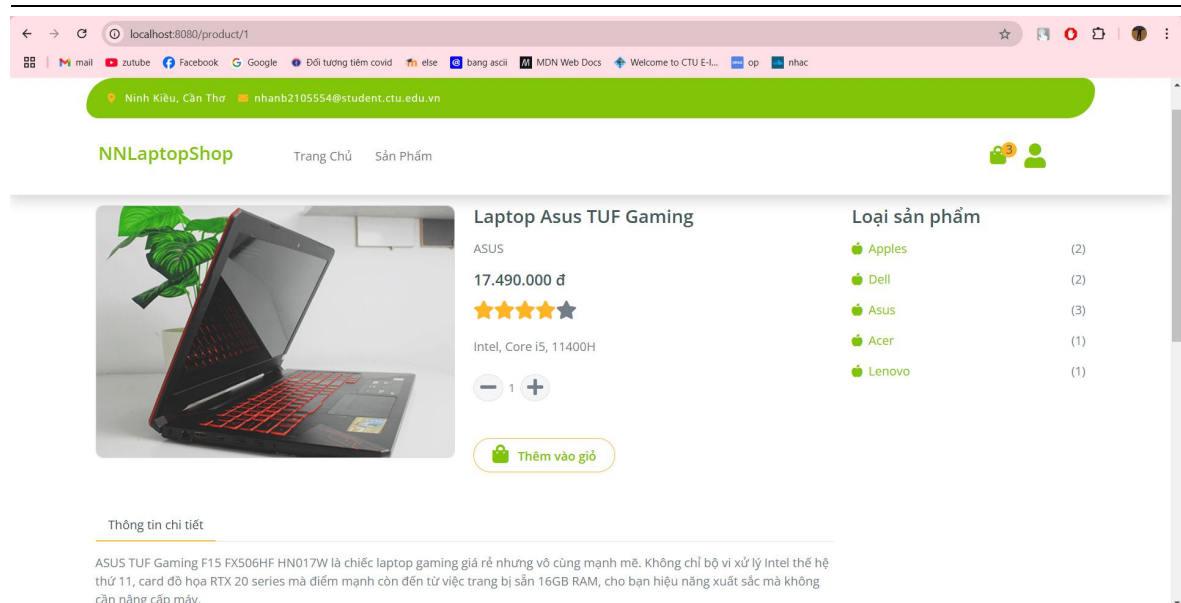 localhost:8080/product/1
mail zutube Facebook Google Đối tượng tiêm covid else bang ascii MDN Web Docs Welcome to CTU E-l... op nhac
Ninh Kiều, Cần Thơ nhanb2105554@student.ctu.edu.vn
NNLaptopShop Trang Chủ Sản Phẩm 3
Laptop Asus TUF Gaming
ASUS
17.490.000 đ
Intel, Core i5, 11400H
1
Thêm vào giỏ
Loại sản phẩm
Apples (2)
Dell (2)
Asus (3)
Acer (1)
Lenovo (1)
Thông tin chi tiết
ASUS TUF Gaming F15 FX506HF HN017W là chiếc laptop gaming giá rẻ nhưng vô cùng mạnh mẽ. Không chỉ bộ vi xử lý Intel thế hệ
thứ 11, card đồ họa RTX 20 series mà điểm mạnh còn đến từ việc trang bị sẵn 16GB RAM, cho bạn hiệu năng xuất sắc mà không
cần nâng cấp máy.